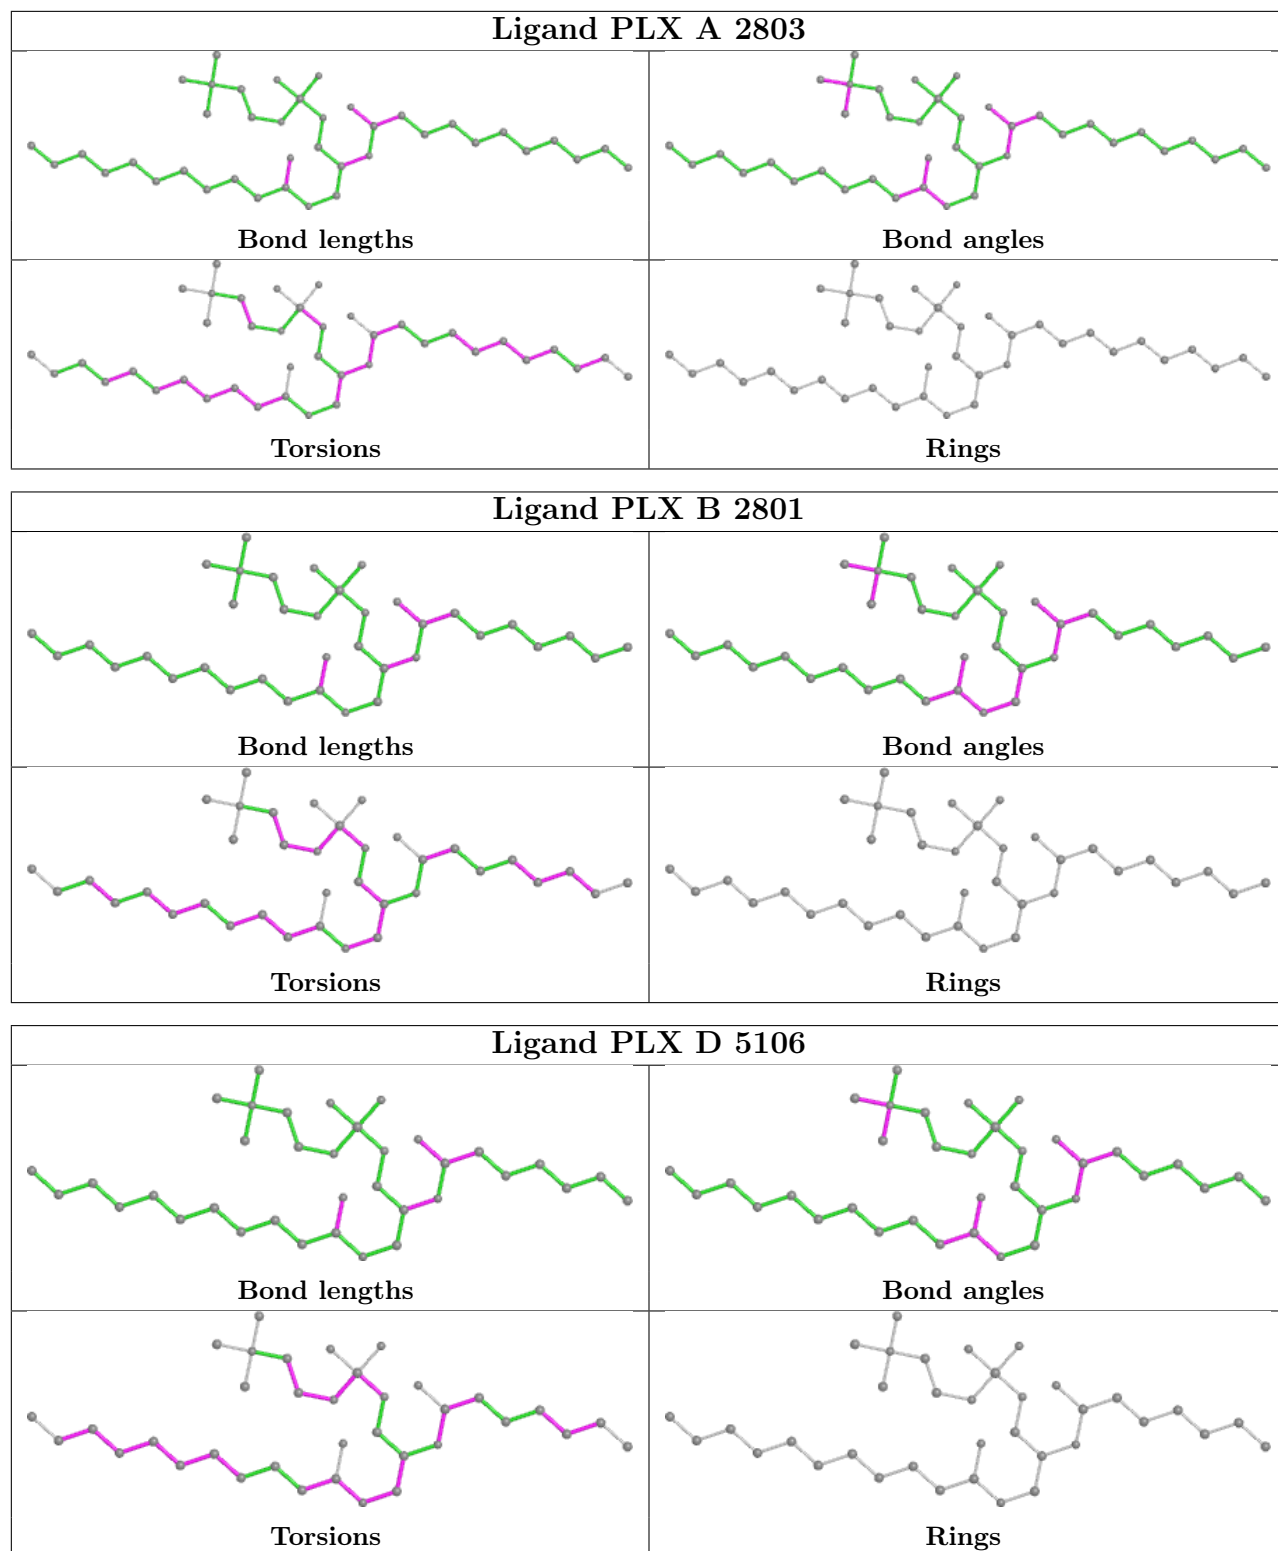 Ligand PLX A 2803
Bond lengths
Bond angles
Torsions
Rings
Ligand PLX B 2801
Bond lengths
Bond angles
Torsions
Rings
Ligand PLX D 5106
Bond lengths
Bond angles
Torsions
Rings